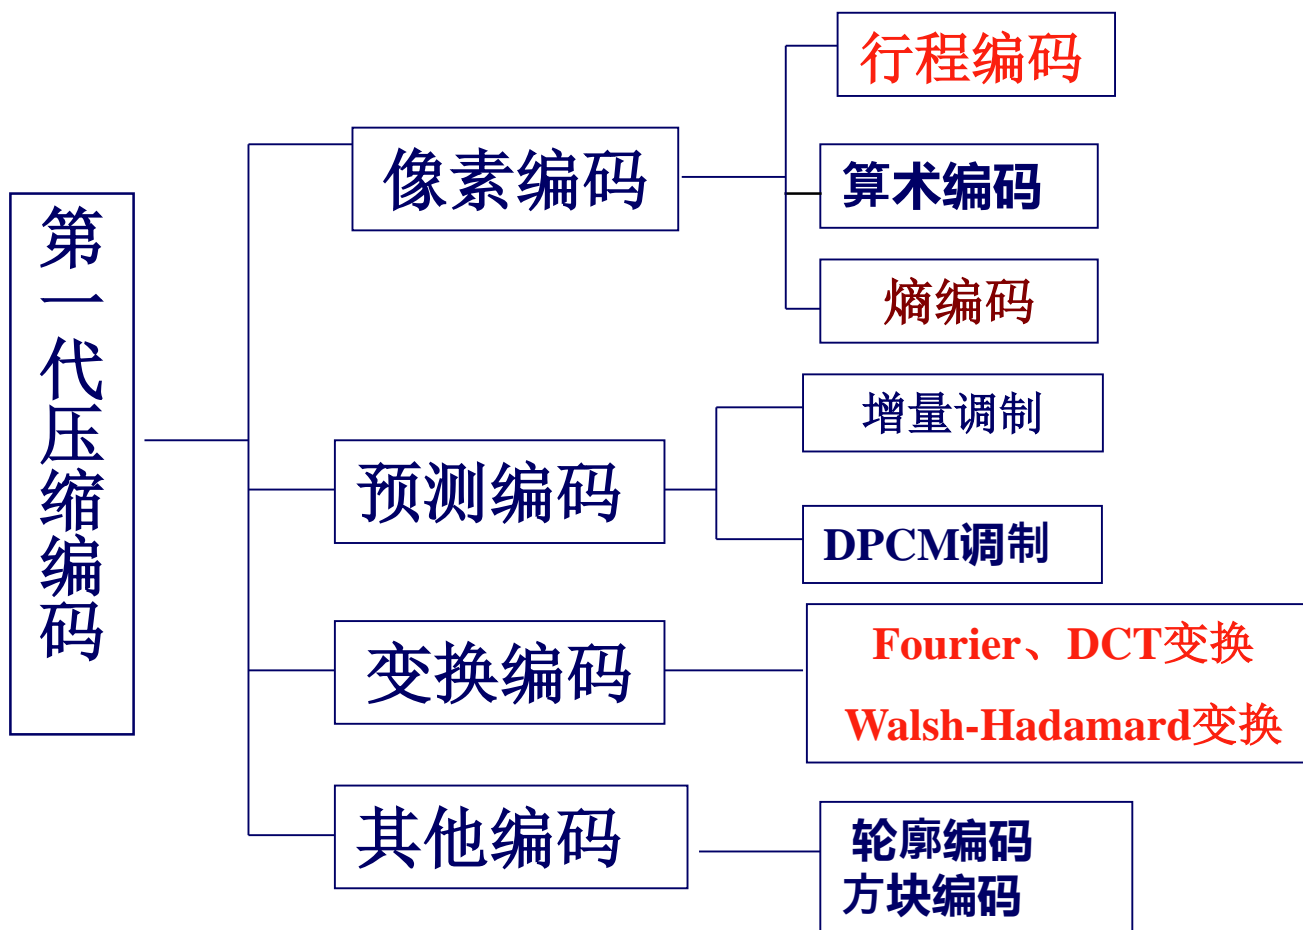 第一代压缩编码
像素编码
行程编码
算术编码
熵编码
预测编码
增量调制
DPCM调制
变换编码
Fourier、DCT变换
Walsh-Hadamard变换
其他编码
轮廓编码
方块编码